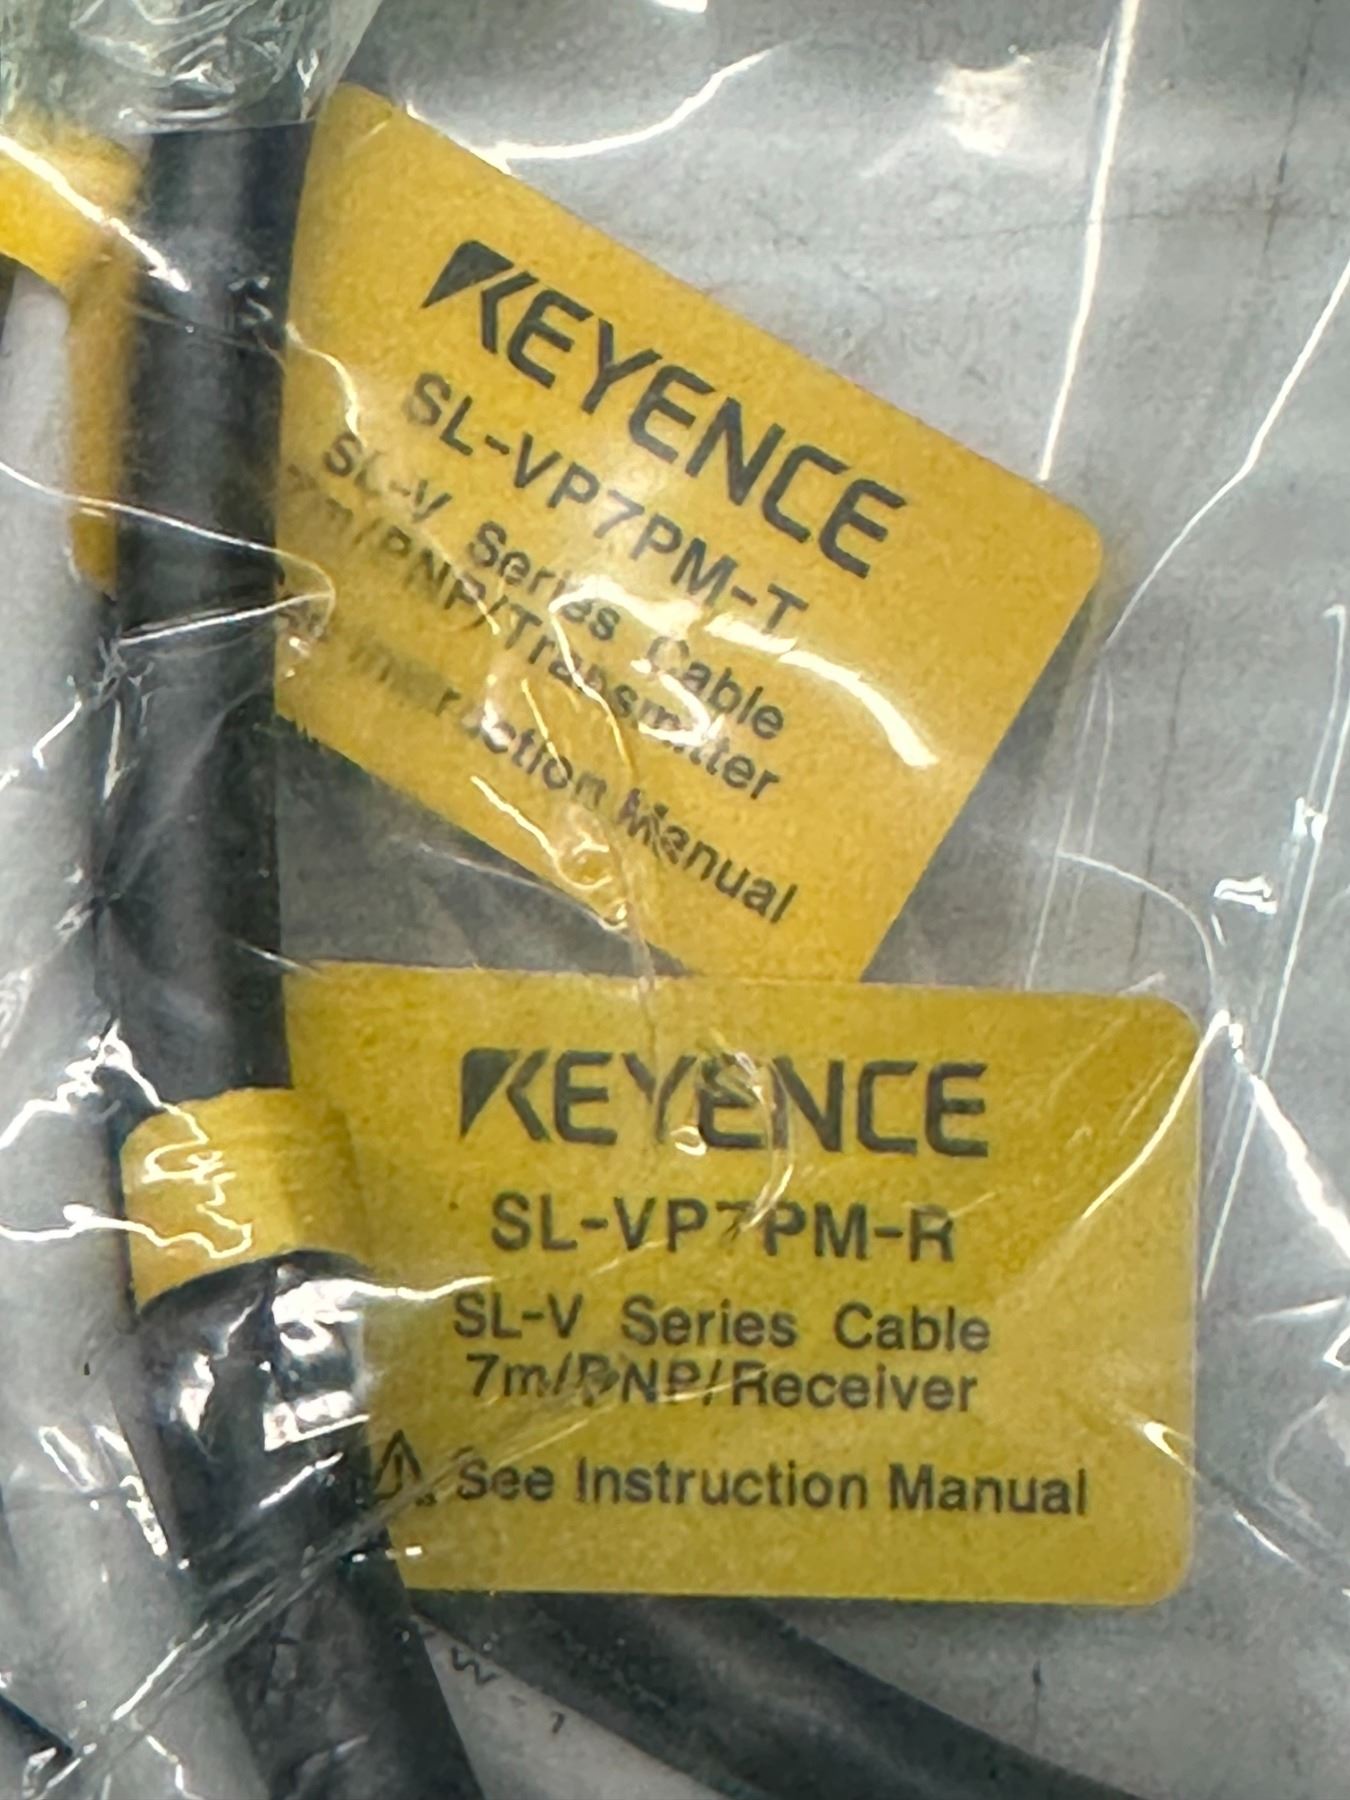 KEYENCE
SL-VP7PM-T
SL-V Series Cable
7m/PNP/Transmitter
Instruction Manual
KEYENCE
SL-VP7PM-R
SL-V Series Cable
7m/PNP/Receiver
See Instruction Manual